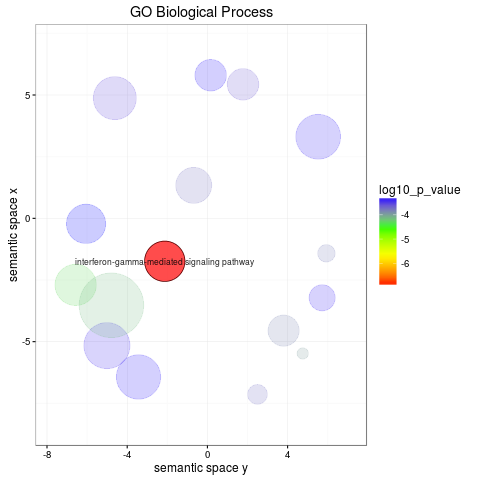 GO Biological Process
5
0
-5
-8
-4
0
4
semantic space x
semantic space y
interferon-gamma-mediated signaling pathway
log10_p_value
-4
-5
-6